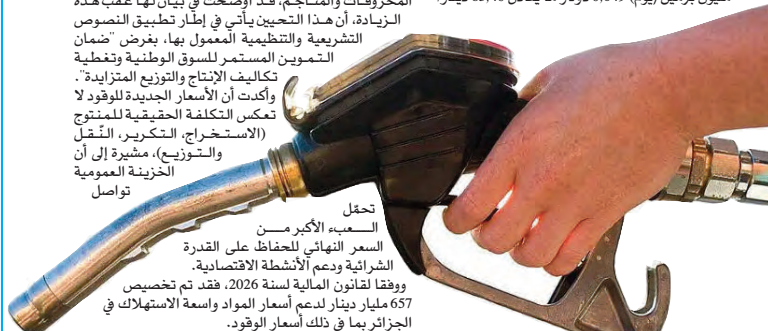 المحروقات والمناجم، قد أوضحت في بيان لها عقب هذه
الزيادة، أن هذا التحيين يأتي في إطار تطبيق النصوص
التشريعية والتنظيمية المعمول بها، بغرض "ضمان
التموين المستمر للسوق الوطنية وتغطية
تكاليف الإنتاج والتوزيع المتزايدة".
وأكدت أن الأسعار الجديدة للوقود لا
تعكس التكلفة الحقيقية للمنتوج
(الاستخراج، التكرير، النّقل
والتوزيع)، مشيرة إلى أن
الخزينة العمومية
تواصل
تحمّل
العبء الأكبر من
السعر النهائي للحفاظ على القدرة
الشرائية ودعم الأنشطة الاقتصادية.
ووفقا لقانون المالية لسنة 2026، فقد تم تخصيص
657 مليار دينار لدعم أسعار المواد واسعة الاستهلاك في
الجزائر بما في ذلك أسعار الوقود.